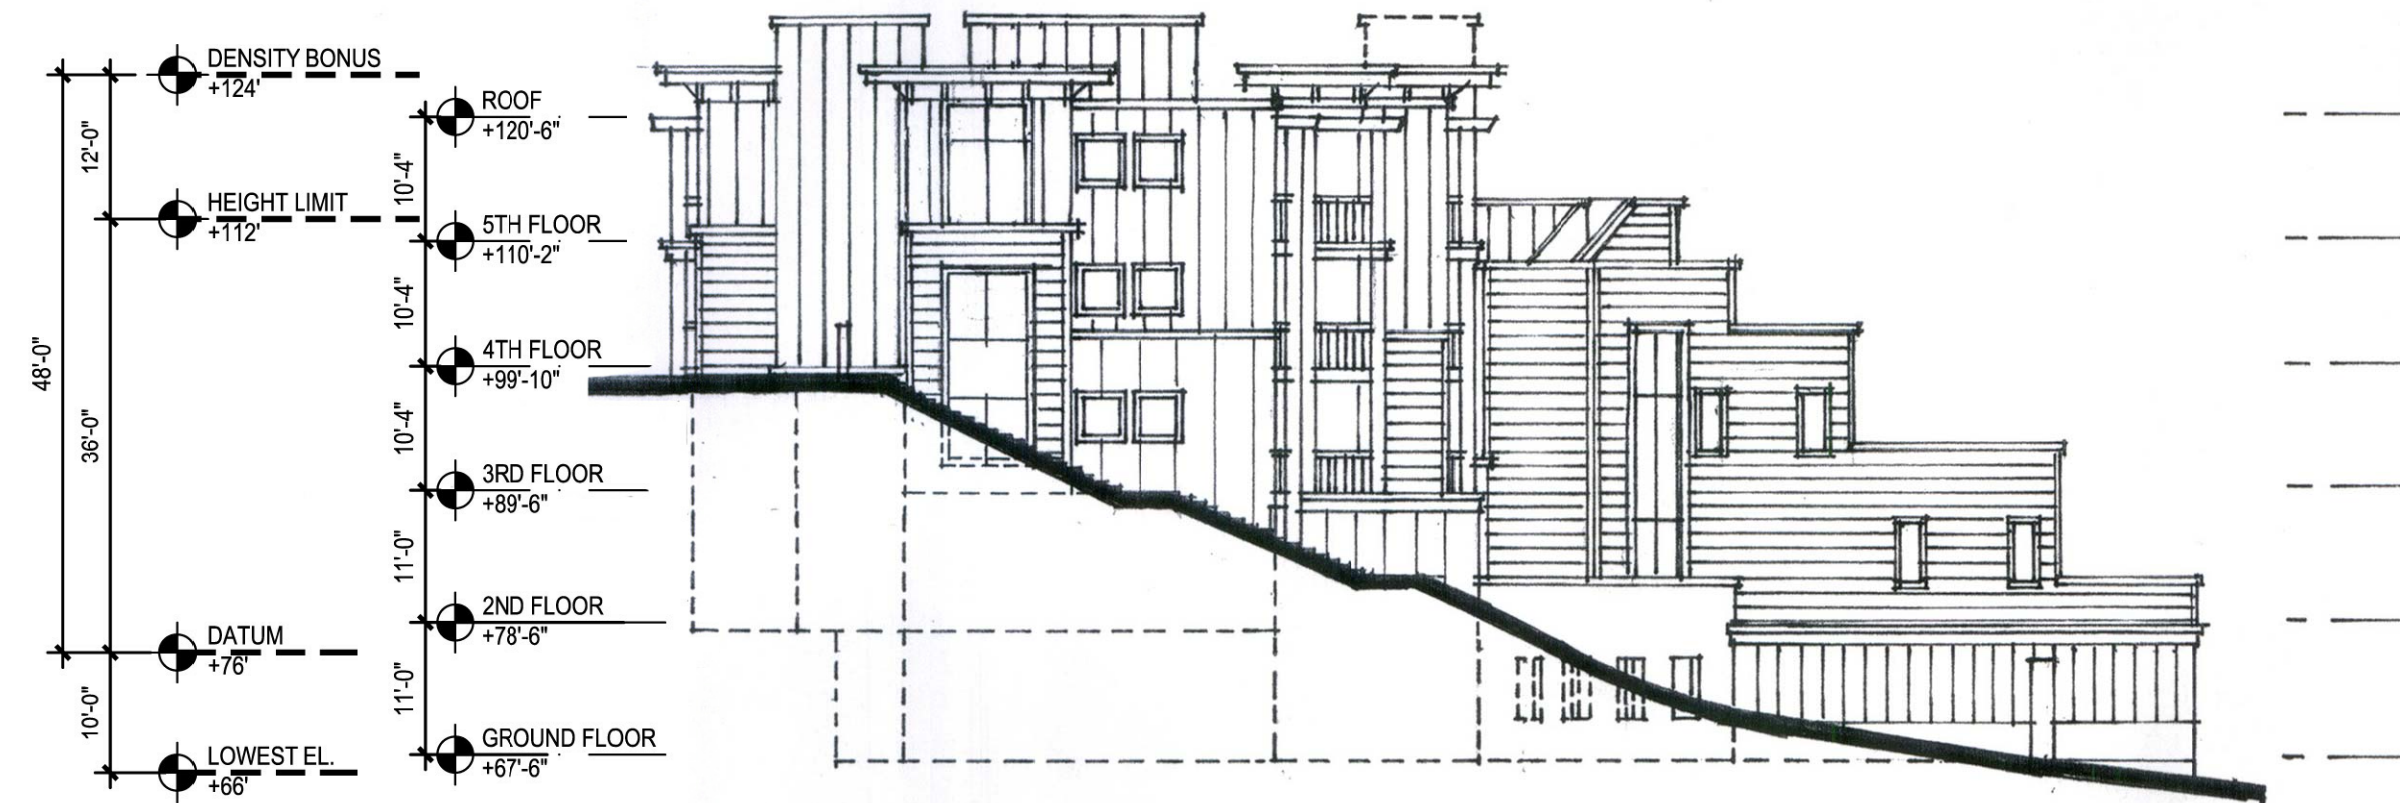 DENSITY BONUS
+124'
ROOF
+120'-6"
12'-0"
10'-4"
HEIGHT LIMIT
+112'
5TH FLOOR
+110'-2"
10'-4"
48'-0"
36'-0"
4TH FLOOR
+99'-10"
10'-4"
3RD FLOOR
+89'-6"
11'-0"
2ND FLOOR
+78'-6"
DATUM
+76'
10'-0"
11'-0"
GROUND FLOOR
+67'-6"
LOWEST EL.
+66'